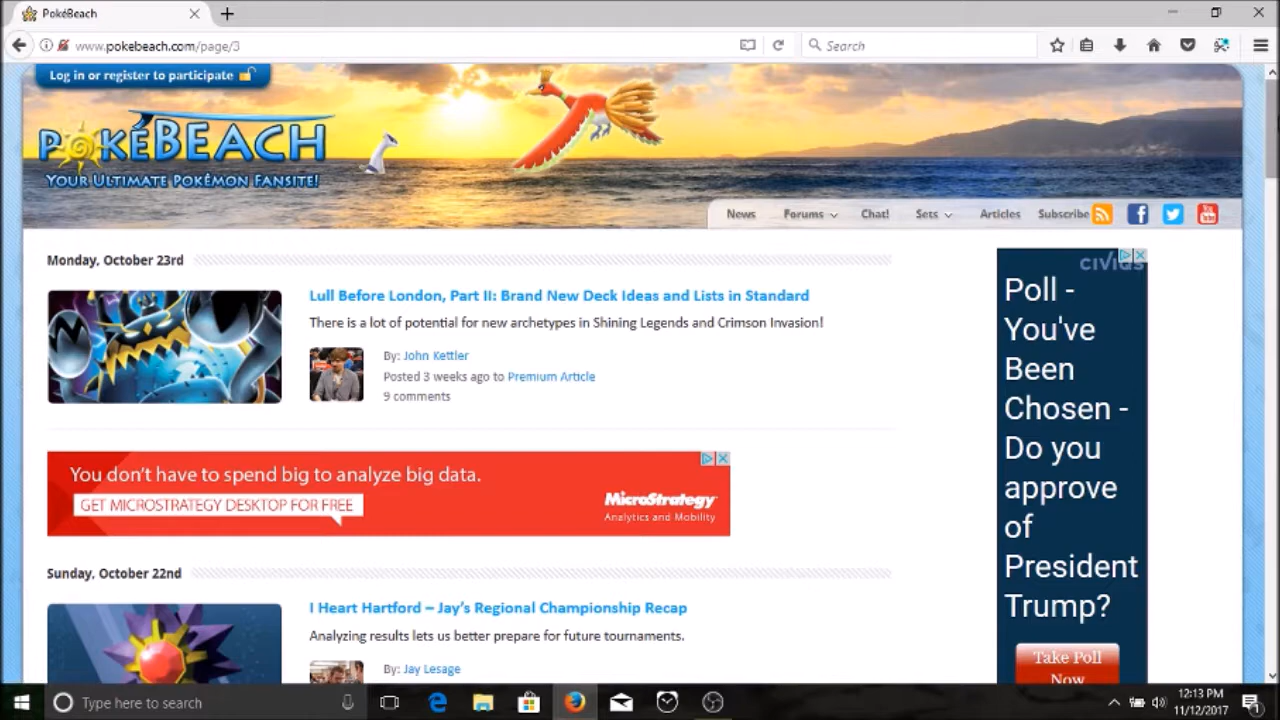 PokéBeach
www.pokebeach.com/page/3
Search
Log in or register to participate
POKÉBEACH
YOUR ULTIMATE POKÉMON FANSITE!
News Forums Chat! Sets Articles Subscribe
You Tube
Monday, October 23rd
Lull Before London, Part II: Brand New Deck Ideas and Lists in Standard
There is a lot of potential for new archetypes in Shining Legends and Crimson Invasion!
By: John Kettler
Posted 3 weeks ago to Premium Article
9 comments
You don't have to spend big to analyze big data.
GET MICROSTRATEGY DESKTOP FOR FREE
MicroStrategy
Analytics and Mobility
Sunday, October 22nd
I Heart Hartford – Jay's Regional Championship Recap
Analyzing results lets us better prepare for future tournaments.
By: Jay Lesage
civiqs
Poll -
You've
Been
Chosen -
Do you
approve
of
President
Trump?
Take Poll
Now
Type here to search
12:13 PM
11/12/2017